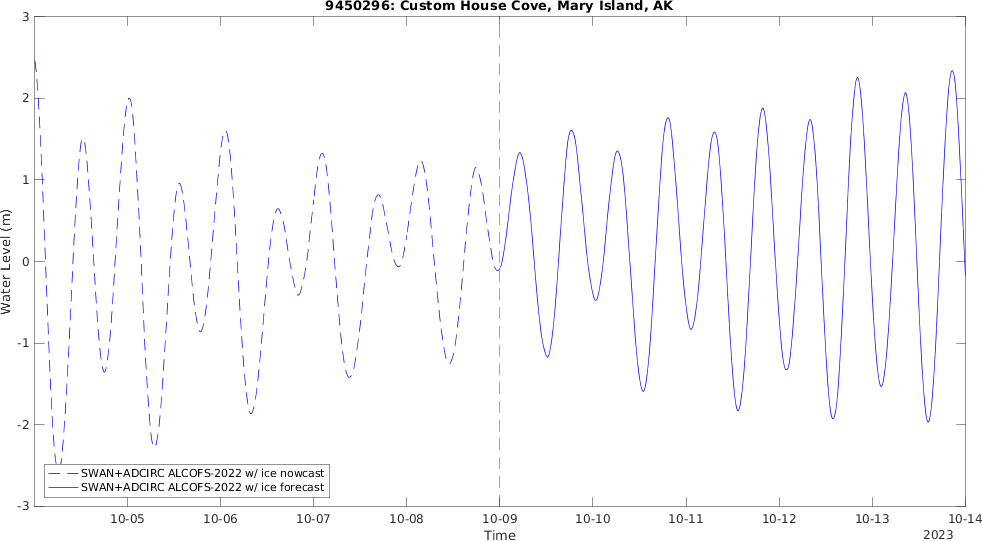 9450296: Custom House Cove, Mary Island, AK
Water Level (m)
3
2
1
0
-1
-2
-3
SWAN+ADCIRC ALCOFS-2022 w/ ice nowcast
SWAN+ADCIRC ALCOFS-2022 w/ ice forecast
10-05 10-06 10-07 10-08 10-09 10-10 10-11 10-12 10-13 10-14
Time
2023